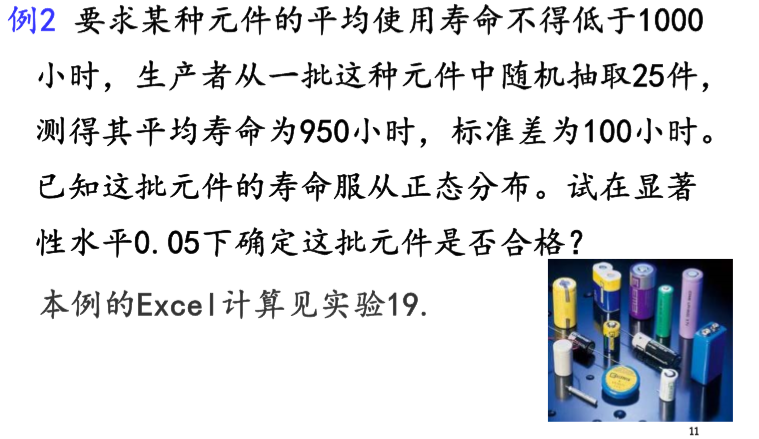 例2 要求某种元件的平均使用寿命不得低于1000
小时，生产者从一批这种元件中随机抽取25件，
测得其平均寿命为950小时，标准差为100小时。
已知这批元件的寿命服从正态分布。试在显著
性水平0.05下确定这批元件是否合格？
本例的Excel计算见实验19.
11